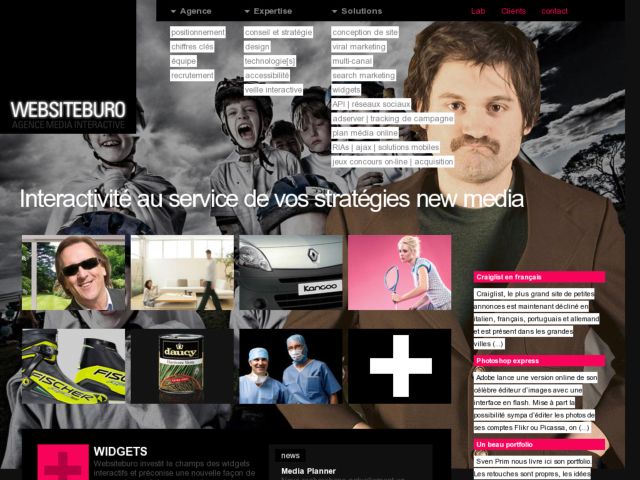 Agence
Expertise
Solutions
Lab
Clients
contact
positionnement
chiffres clés
équipe
recrutement
conseil et stratégie
design
technologie[s]
accessibilité
veille interactive
conception de site
viral marketing
multi-canal
search marketing
widgets
API | réseaux sociaux
adserver | tracking de campagne
plan média online
RIAs | ajax | solutions mobiles
jeux concours on-line | acquisition
WEBSITEBURO
AGENCE MEDIA INTERACTIVE
Interactivité au service de vos stratégies new media
Kangoo
FISCHER
FISCHER
daucy
Craiglist en français
Craiglist, le plus grand site de petites
annonces est maintenant décliné en
italien, français, portuguais et allemand
et est présent dans les grandes
villes (...)
Photoshop express
Adobe lance une version online de son
célèbre éditeur d'images avec une
interface en flash. Mise à part la
possibilité sympa d'éditer les photos de
ses comptes Flikr ou Picassa, on (...)
Un beau portfolio
Sven Prim nous livre ici son portfolio.
Les retouches sont propres, les idées
WIDGETS
Websiteburo investit la champs des widgets
interactifs et préconise une nouvelle façon de
news
Media Planner